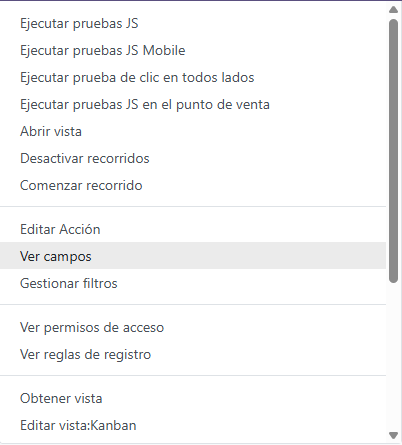 Ejecutar pruebas JS
Ejecutar pruebas JS Mobile
Ejecutar prueba de clic en todos lados
Ejecutar pruebas JS en el punto de venta
Abrir vista
Desactivar recorridos
Comenzar recorrido
Editar Acción
Ver campos
Gestionar filtros
Ver permisos de acceso
Ver reglas de registro
Obtener vista
Editar vista:Kanban